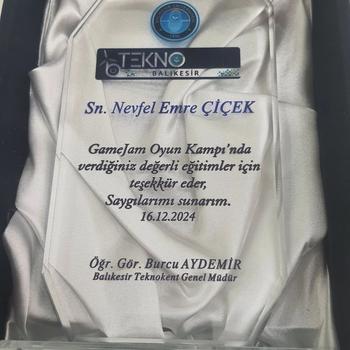 TEKNO
BALIKESİR
Sn. Nevfel Emre ÇİÇEK
GameJam Oyun Kampı'nda
verdiğiniz değerli eğitimler için
teşekkür eder,
Saygılarımı sunarım.
16.12.2024
Öğr. Gör. Burcu AYDEMİR
Balıkesir Teknokent Genel Müdür